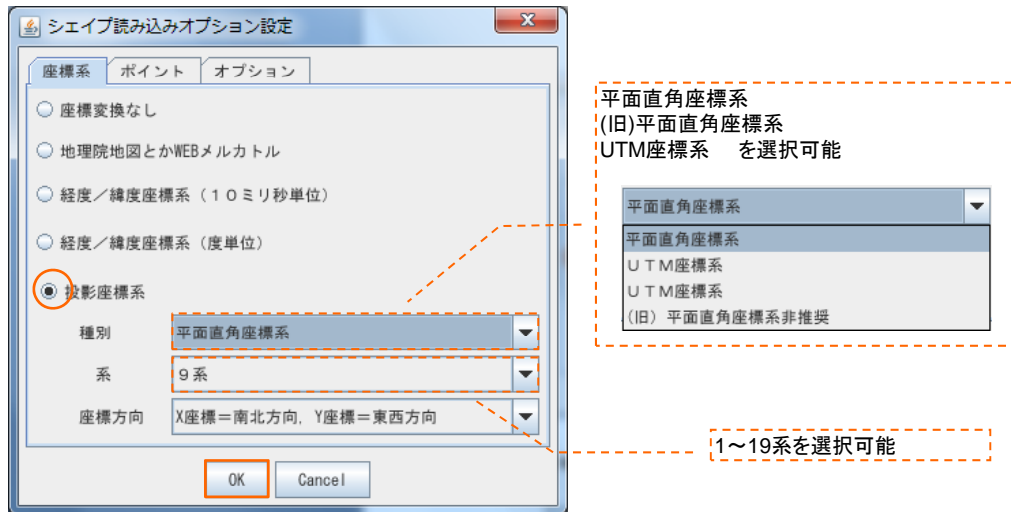 シェイプ読み込みオプション設定
座標系 ポイント オプション
座標変換なし
地理院地図とかWEBメルカトル
経度／緯度座標系（１０ミリ秒単位）
経度／緯度座標系（度単位）
投影座標系
種別 平面直角座標系
系 ９系
座標方向 X座標＝南北方向，Y座標＝東西方向
OK Cancel
平面直角座標系
(旧)平面直角座標系
UTM座標系　を選択可能
平面直角座標系
平面直角座標系
ＵＴＭ座標系
ＵＴＭ座標系
(旧）平面直角座標系非推奨
1～19系を選択可能